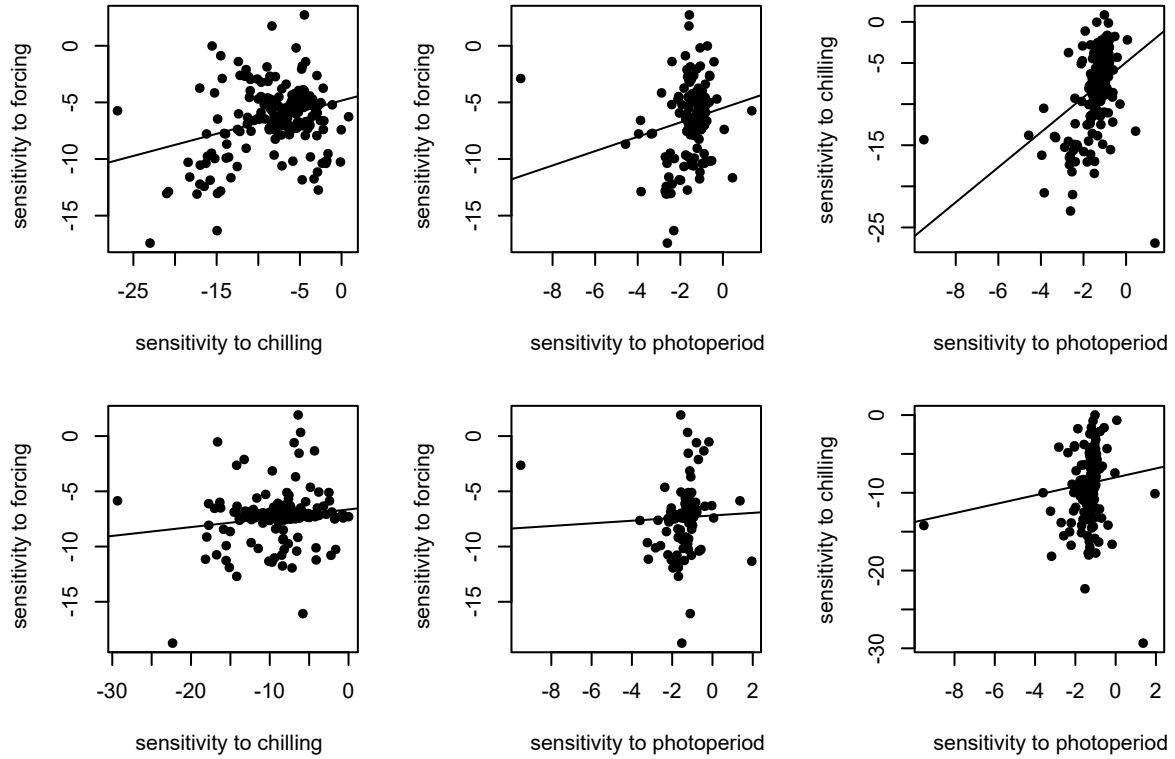 sensitivity to forcing
0
-5
-10
-15
-25 -15 -5 0
sensitivity to chilling
sensitivity to forcing
0
-5
-10
-15
-8 -6 -4 -2 0
sensitivity to photoperiod
sensitivity to chilling
0
-5
-15
-25
-8 -6 -4 -2 0
sensitivity to photoperiod
sensitivity to forcing
0
-5
-10
-15
-30 -20 -10 0
sensitivity to chilling
sensitivity to forcing
0
-5
-10
-15
-8 -6 -4 -2 0 2
sensitivity to photoperiod
sensitivity to chilling
0
-10
-20
-30
-8 -6 -4 -2 0 2
sensitivity to photoperiod